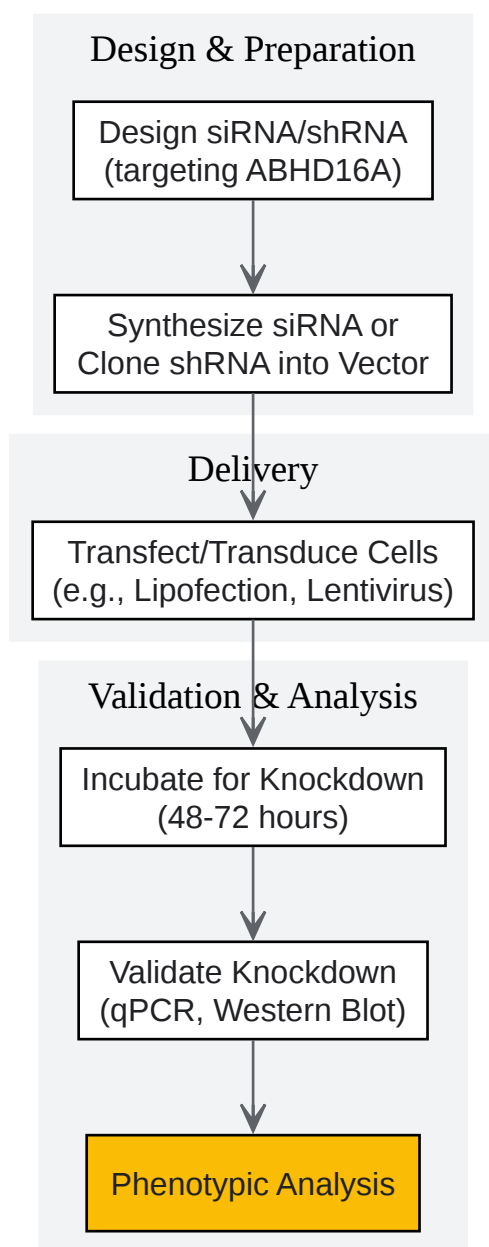 Design & Preparation
Design siRNA/shRNA
(targeting ABHD16A)
Synthesize siRNA or
Clone shRNA into Vector
Delivery
Transfect/Transduce Cells
(e.g., Lipofection, Lentivirus)
Validation & Analysis
Incubate for Knockdown
(48-72 hours)
Validate Knockdown
(qPCR, Western Blot)
Phenotypic Analysis